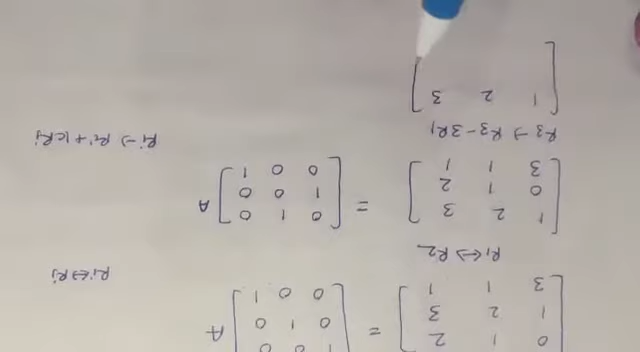 0 1 2 1 0 0
1 2 3 = 0 1 0 A
3 1 1 0 0 1
R1 ↔ R2 Ri ↔ Rj
1 2 3 0 1 0
0 1 2 = 1 0 0 A
3 1 1 0 0 1
R3 → R3 - 3R1 Ri → Ri + kRj
1 2 3